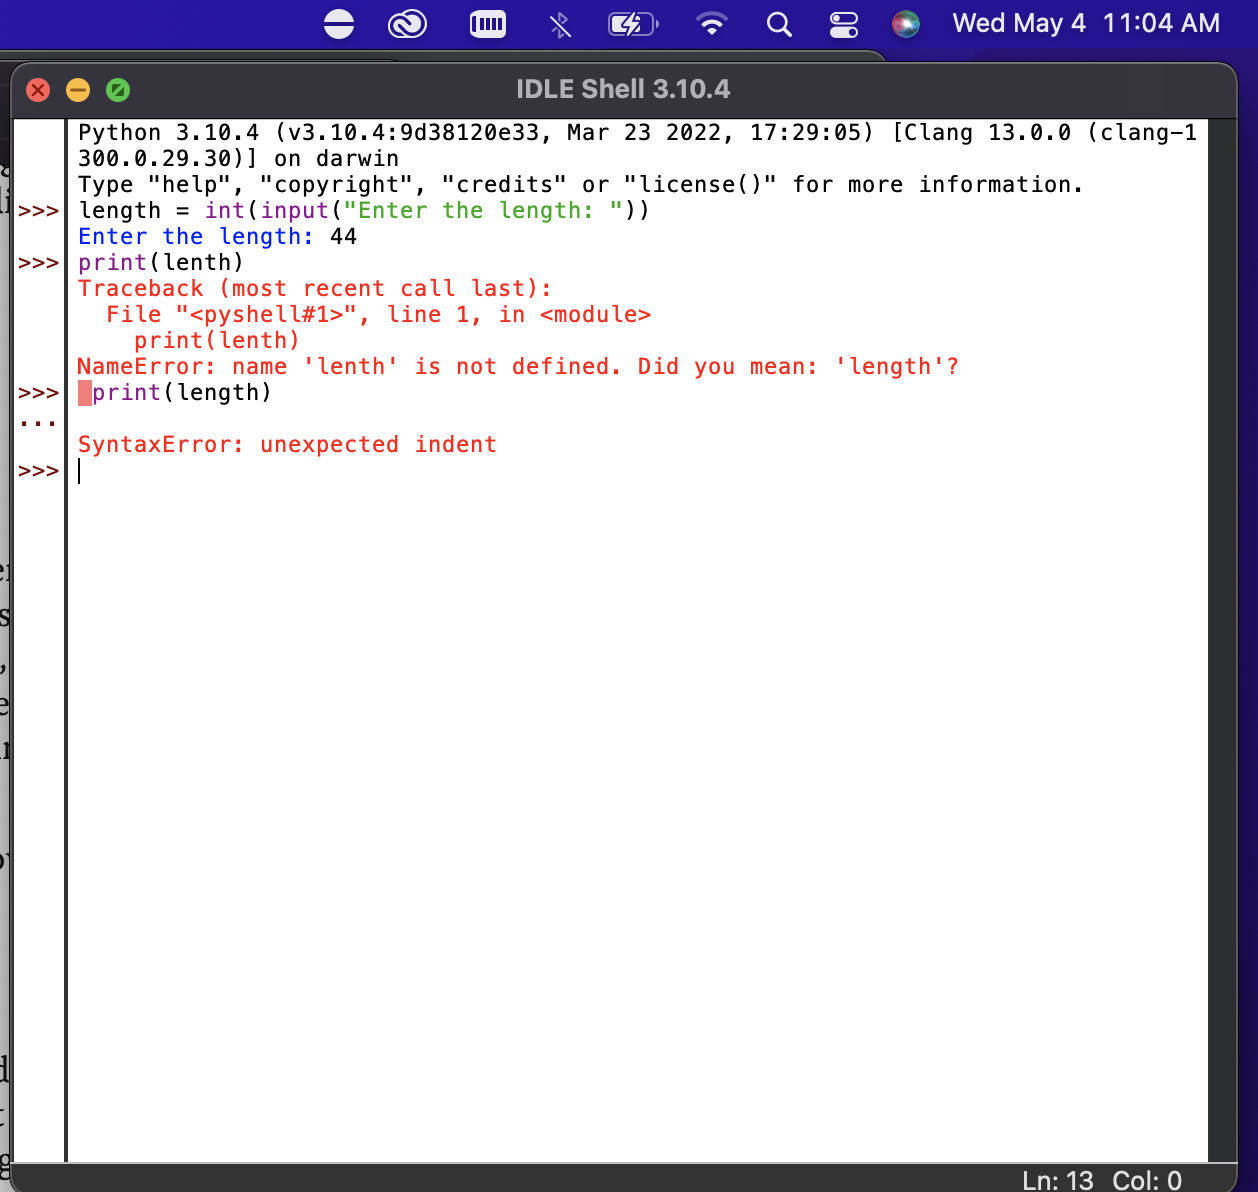 Wed May 4 11:04 AM
IDLE Shell 3.10.4
Python 3.10.4 (v3.10.4:9d38120e33, Mar 23 2022, 17:29:05) [Clang 13.0.0 (clang-1
300.0.29.30)] on darwin
Type "help", "copyright", "credits" or "license()" for more information.
>>> length = int(input("Enter the length: "))
Enter the length: 44
>>> print(lenth)
Traceback (most recent call last):
  File "<pyshell#1>", line 1, in <module>
    print(lenth)
NameError: name 'lenth' is not defined. Did you mean: 'length'?
>>>  print(length)
...
SyntaxError: unexpected indent
>>>
Ln: 13 Col: 0